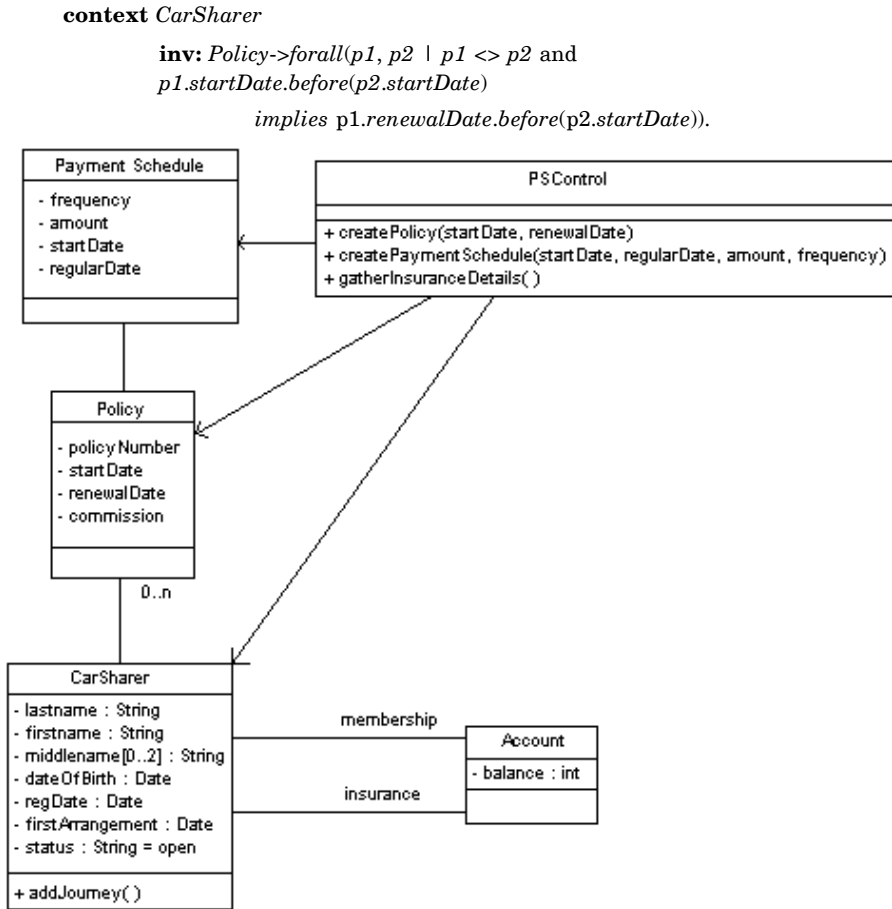 context CarSharer
inv: Policy->forall(p1, p2 | p1 <> p2 and
p1.startDate.before(p2.startDate)
implies p1.renewalDate.before(p2.startDate)).
Payment Schedule
- frequency
- amount
- startDate
- regularDate
PSControl
+ createPolicy(startDate, renewalDate)
+ createPaymentSchedule(startDate, regularDate, amount, frequency)
+ gatherInsuranceDetails( )
Policy
- policyNumber
- startDate
- renewalDate
- commission
0..n
CarSharer
- lastname : String
- firstname : String
- middlename[0..2] : String
- dateOfBirth : Date
- regDate : Date
- firstArrangement : Date
- status : String = open
+ addJourney( )
membership
insurance
Account
- balance : int